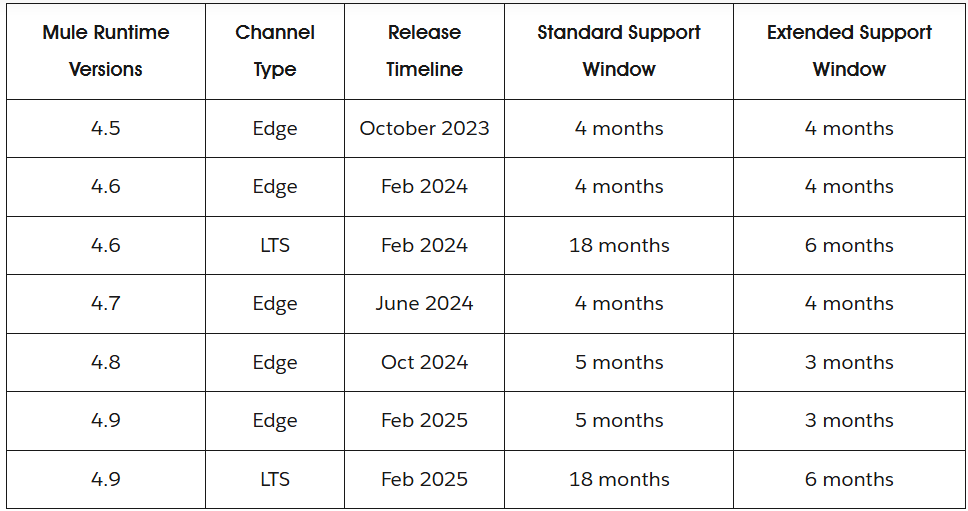 Mule Runtime Versions Channel Type Release Timeline Standard Support Window Extended Support Window
4.5 Edge October 2023 4 months 4 months
4.6 Edge Feb 2024 4 months 4 months
4.6 LTS Feb 2024 18 months 6 months
4.7 Edge June 2024 4 months 4 months
4.8 Edge Oct 2024 5 months 3 months
4.9 Edge Feb 2025 5 months 3 months
4.9 LTS Feb 2025 18 months 6 months